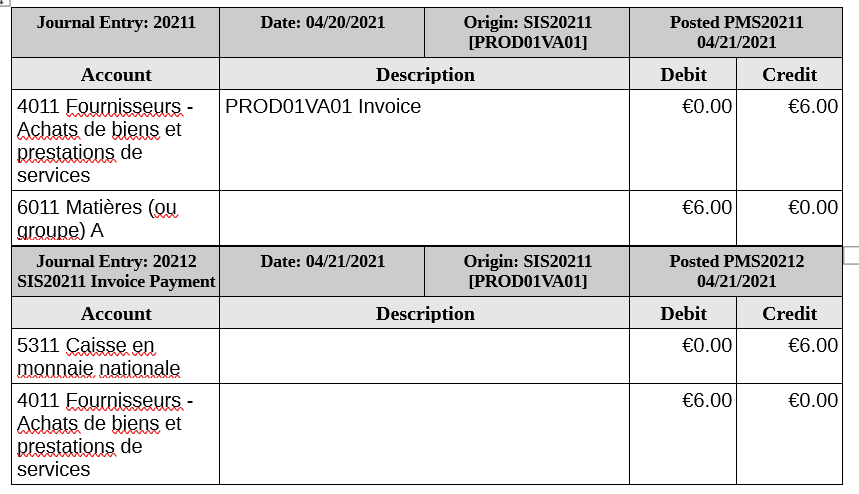 Journal Entry: 20211 Date: 04/20/2021 Origin: SIS20211 Posted PMS20211
[PROD01VA01] 04/21/2021
Account Description Debit Credit
4011 Fournisseurs - PROD01VA01 Invoice €0.00 €6.00
Achats de biens et
prestations de
services
6011 Matières (ou €6.00 €0.00
groupe) A
Journal Entry: 20212 Date: 04/21/2021 Origin: SIS20211 Posted PMS20212
SIS20211 Invoice Payment [PROD01VA01] 04/21/2021
Account Description Debit Credit
5311 Caisse en €0.00 €6.00
monnaie nationale
4011 Fournisseurs - €6.00 €0.00
Achats de biens et
prestations de
services